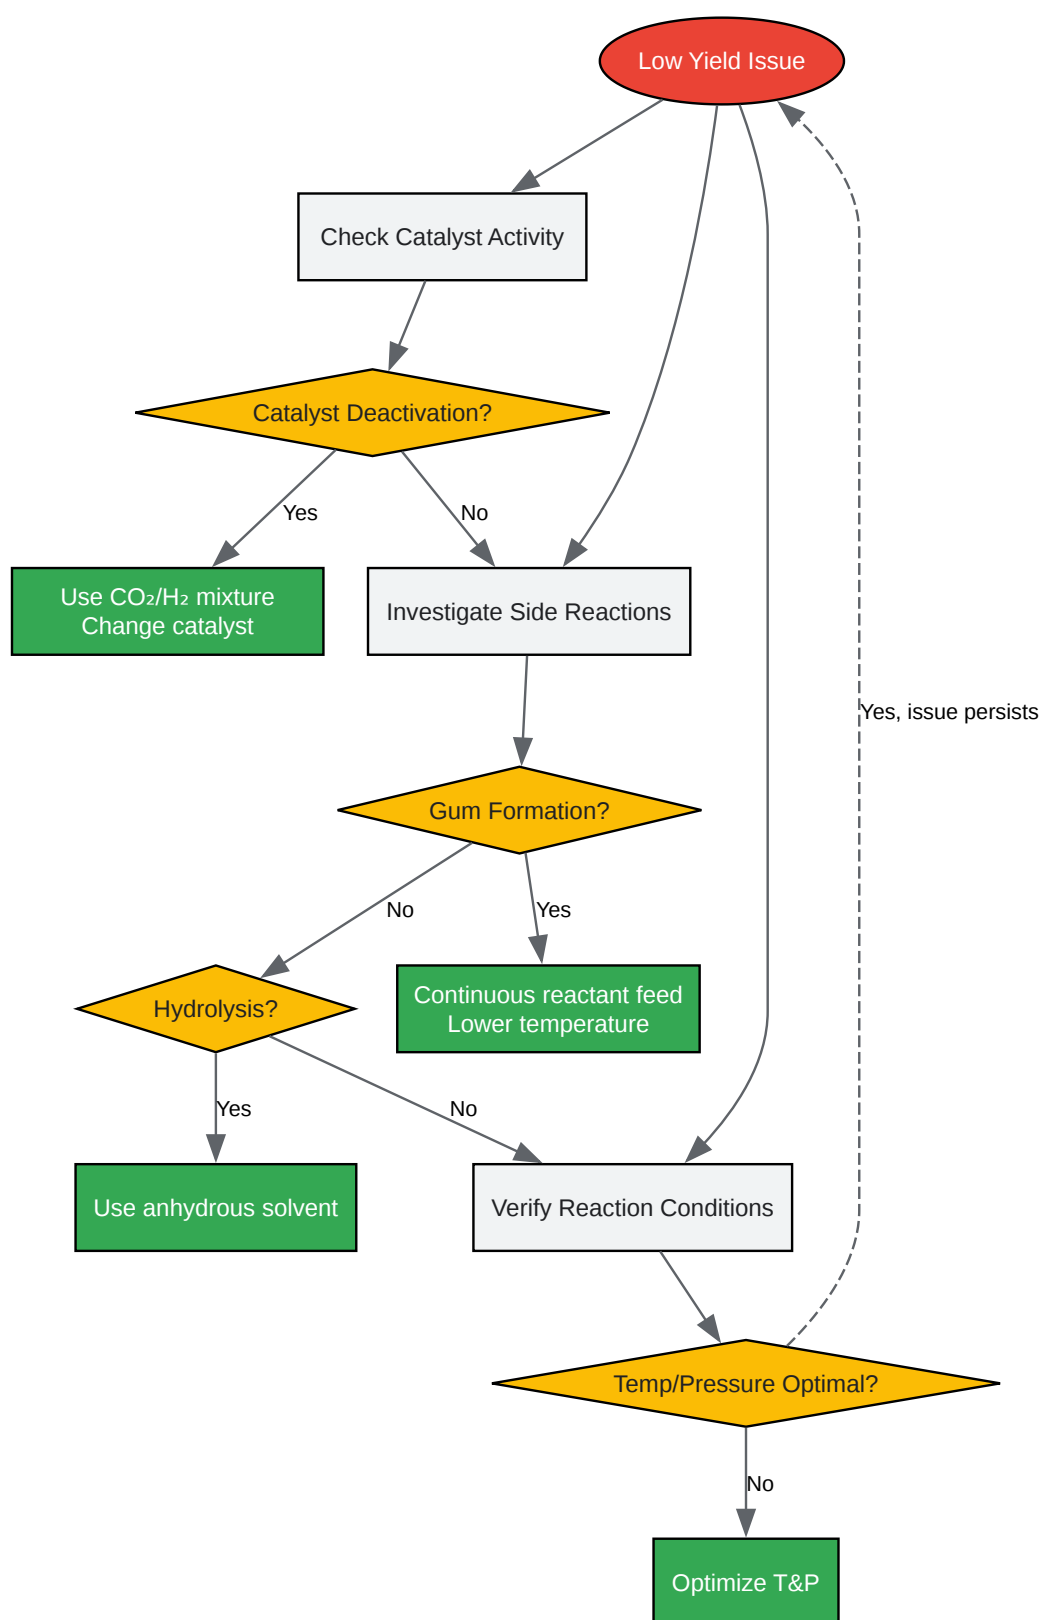 Low Yield Issue
Check Catalyst Activity
Catalyst Deactivation?
Yes
No
Use CO₂/H₂ mixture
Change catalyst
Investigate Side Reactions
Yes, issue persists
Gum Formation?
No
Yes
Hydrolysis?
Continuous reactant feed
Lower temperature
Yes
No
Use anhydrous solvent
Verify Reaction Conditions
Temp/Pressure Optimal?
No
Optimize T&P